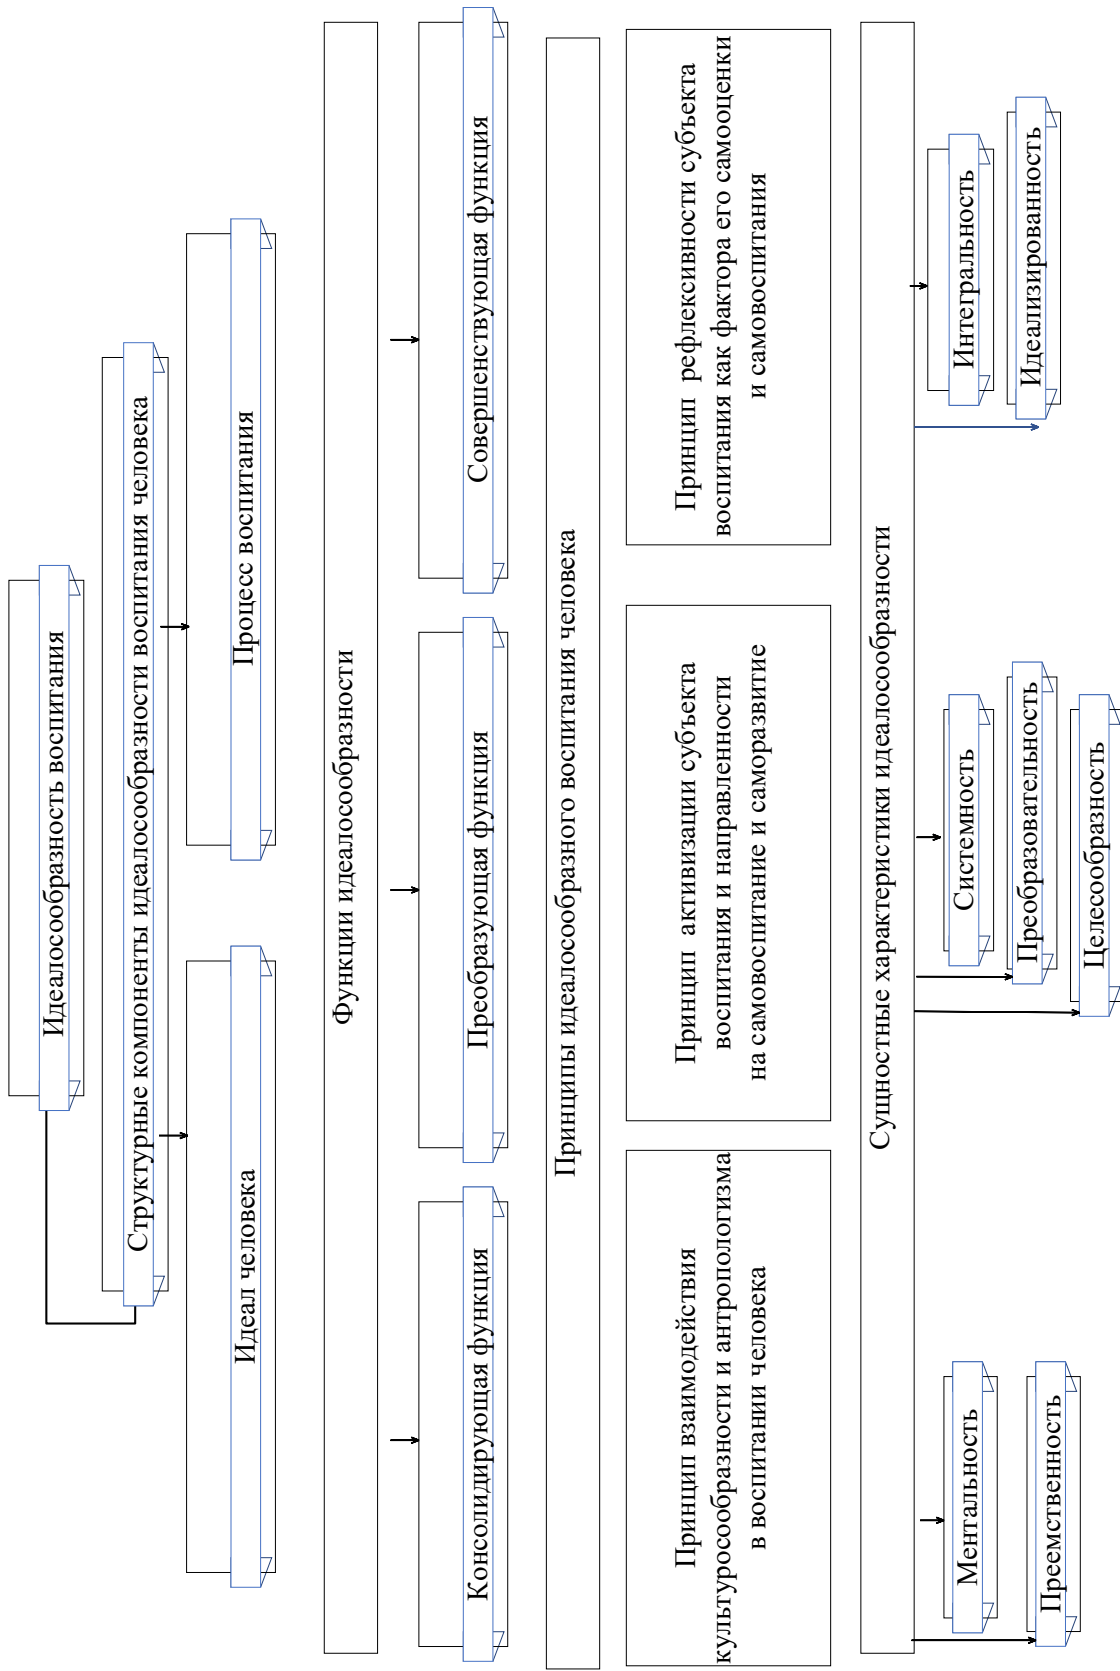 Идеалосообразность воспитания
Структурные компоненты идеалосообразности воспитания человека
Идеал человека
Процесс воспитания
Функции идеалосообразности
Консолидирующая функция
Преобразующая функция
Совершенствующая функция
Принципы идеалосообразного воспитания человека
Принцип взаимодействия
культуросообразности и антропологизма
в воспитании человека
Принцип активизации субъекта
воспитания и направленности
на самовоспитание и саморазвитие
Принцип рефлексивности субъекта
воспитания как фактора его самооценки
и самовоспитания
Сущностные характеристики идеалосообразности
Ментальность
Преемственность
Системность
Преобразовательность
Целесообразность
Интегральность
Идеализированность